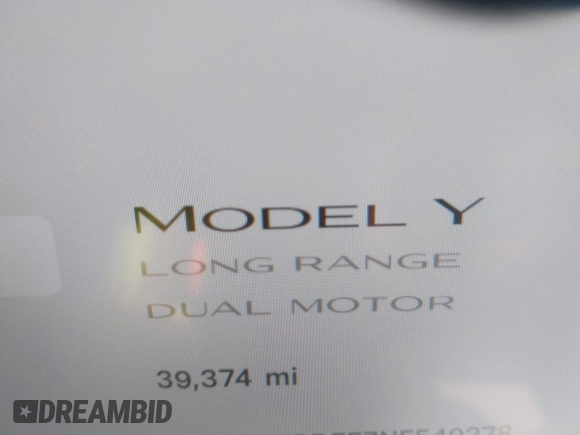 MODEL Y
LONG RANGE
DUAL MOTOR
39,374 mi
DREAMBID